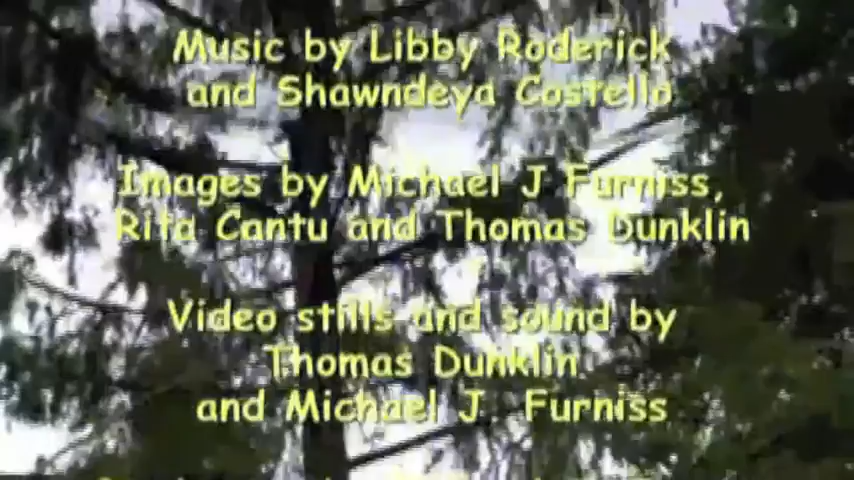 Music by Libby Roderick
and Shawndeya Costello
Images by Michael J Furniss,
Rita Cantu and Thomas Dunklin
Video stills and sound by
Thomas Dunklin
and Michael J. Furniss